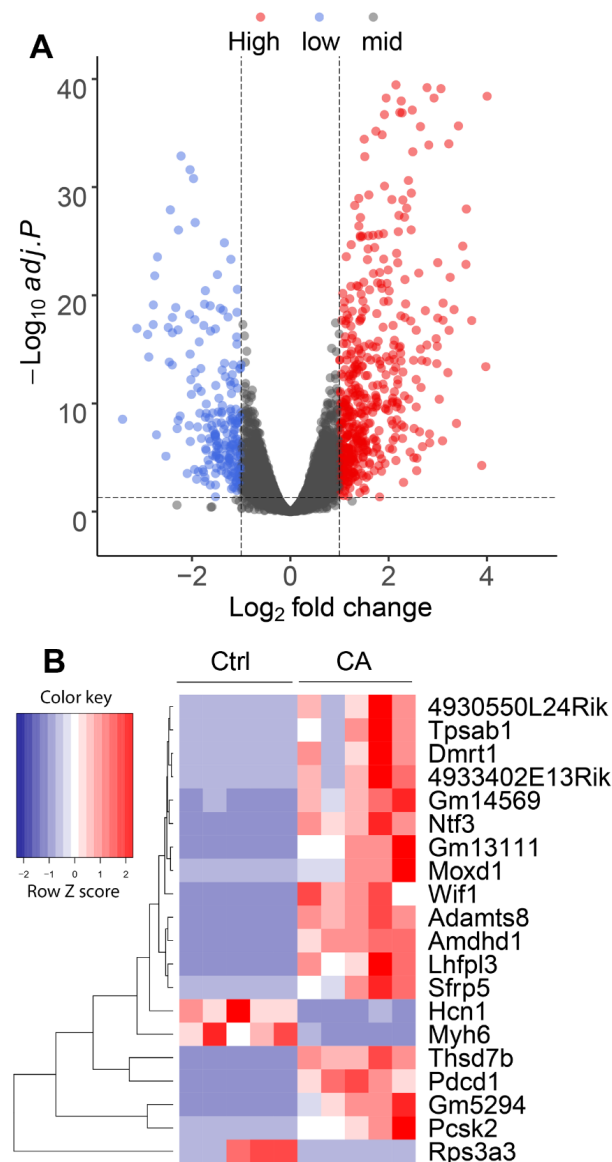 A
High low mid
40
30
20
10
0
−Log10 adj.P
−2 0 2 4
Log2 fold change
B
Ctrl CA
Color key
−2 −1 0 1 2
Row Z score
4930550L24Rik
Tpsab1
Dmrt1
4933402E13Rik
Gm14569
Ntf3
Gm13111
Moxd1
Wif1
Adamts8
Amdhd1
Lhfpl3
Sfrp5
Hcn1
Myh6
Thsd7b
Pdcd1
Gm5294
Pcsk2
Rps3a3